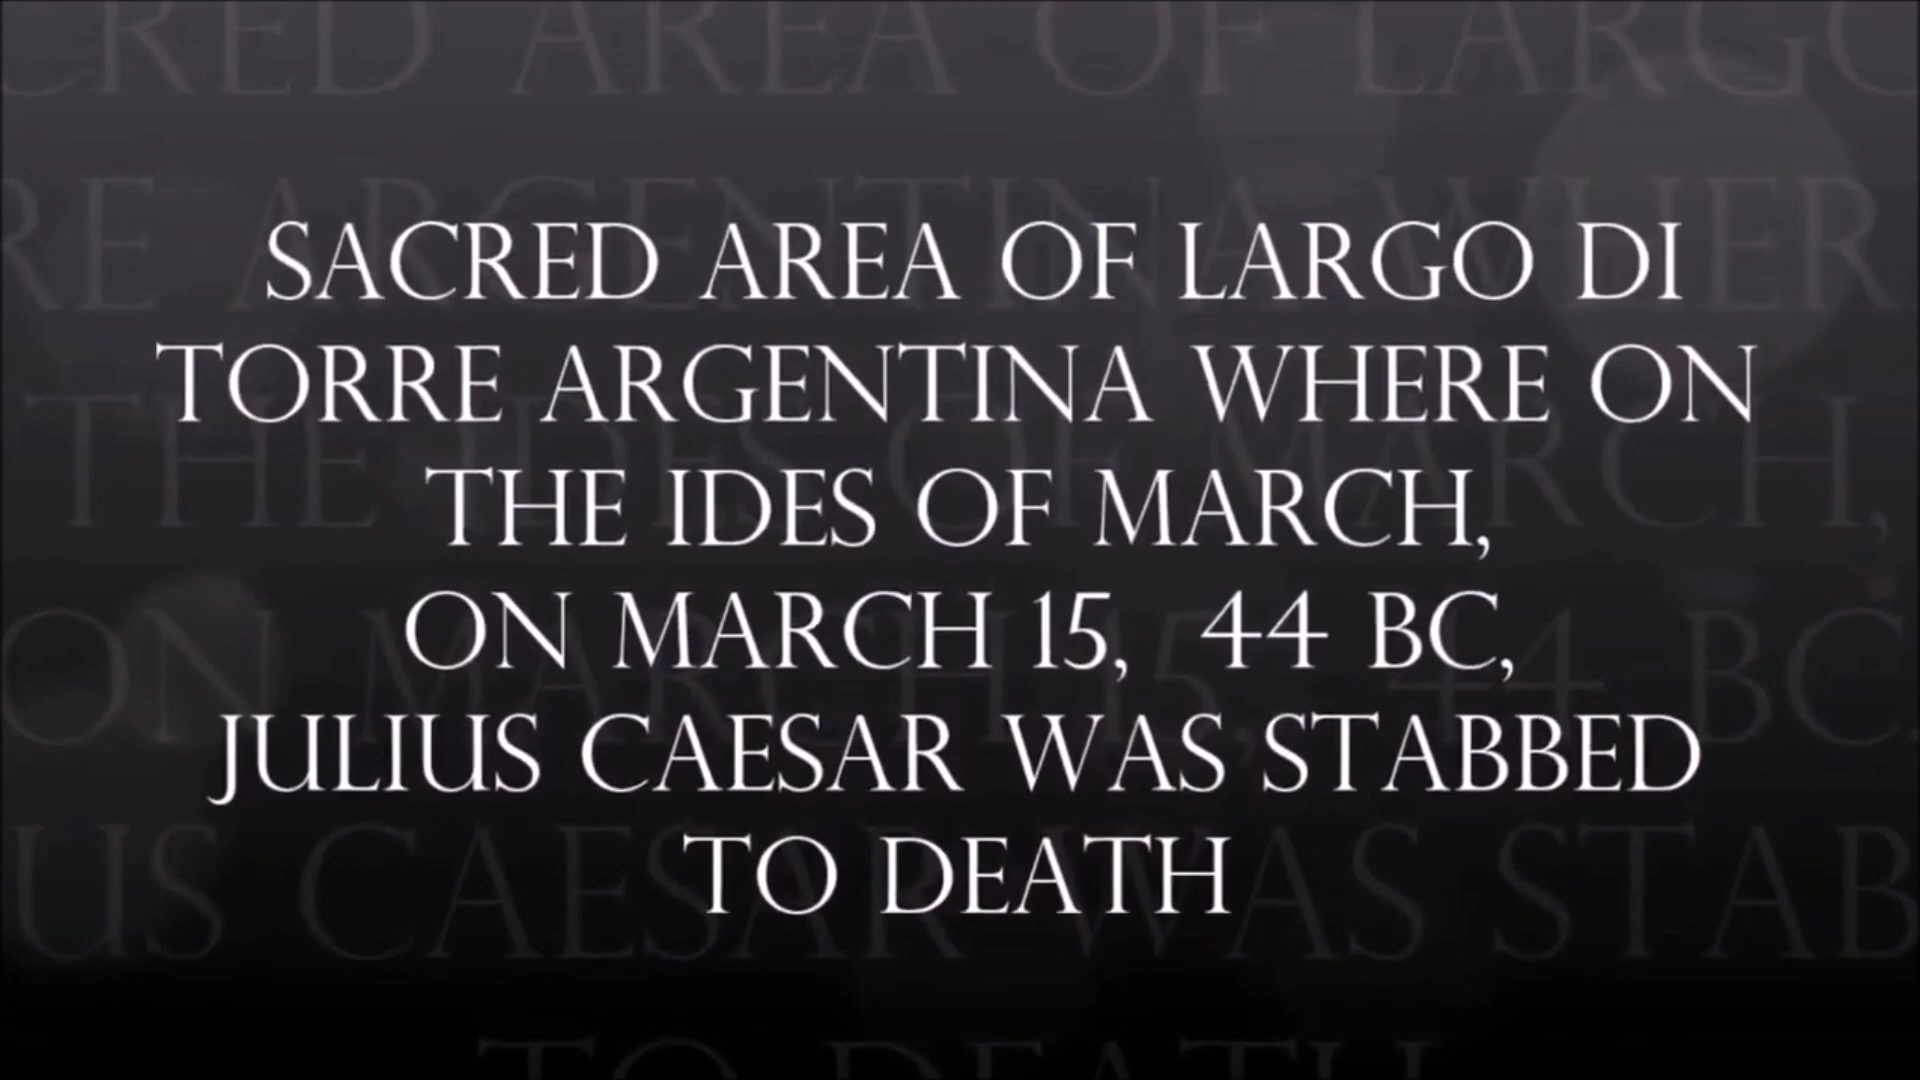 SACRED AREA OF LARGO DI
TORRE ARGENTINA WHERE ON
THE IDES OF MARCH,
ON MARCH 15, 44 BC,
JULIUS CAESAR WAS STABBED
TO DEATH